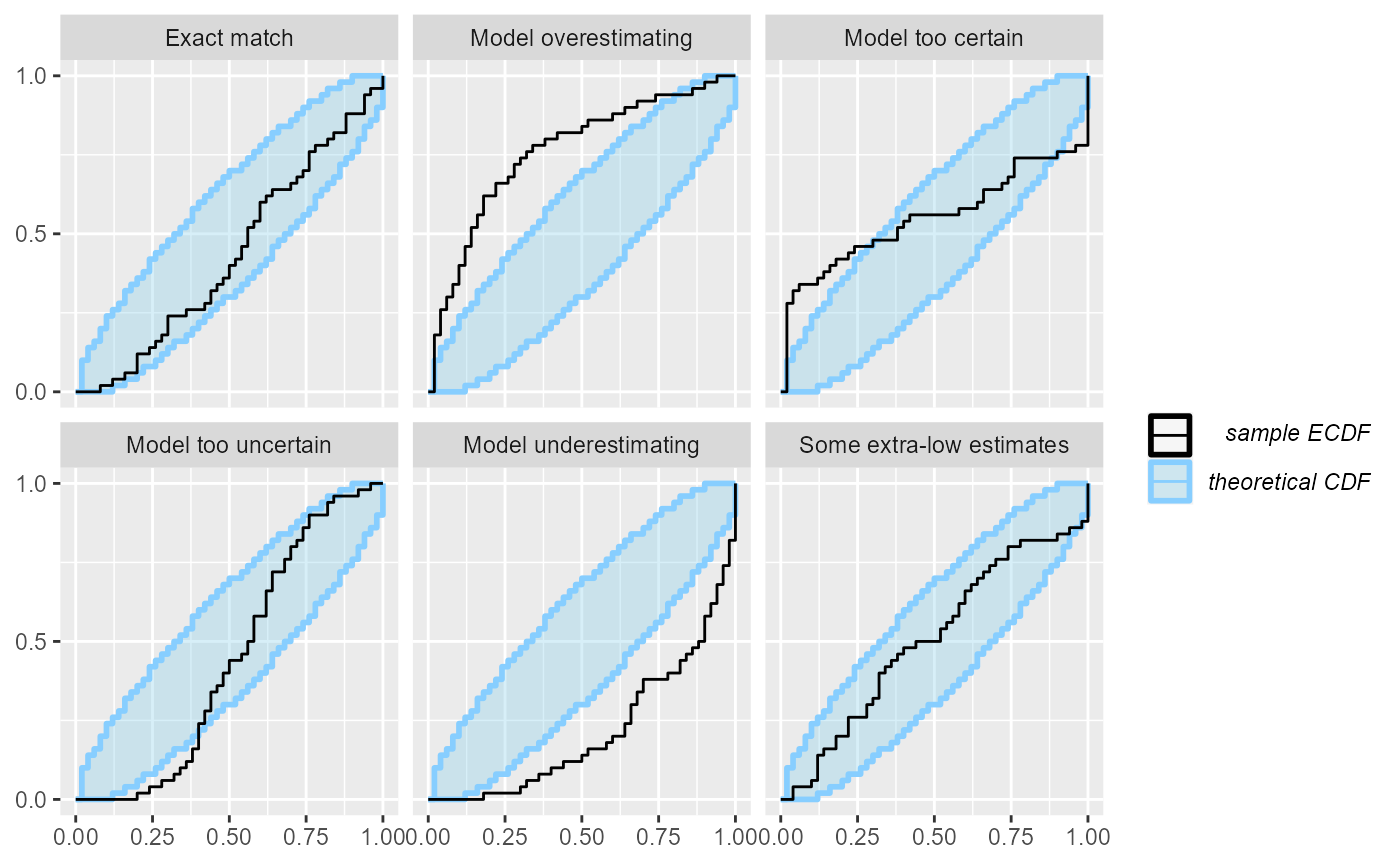 Exact match Model overestimating Model too certain
1.0
0.5
0.0
Model too uncertain Model underestimating Some extra-low estimates
1.0
sample ECDF
theoretical CDF
0.5
0.0
0.00 0.25 0.50 0.75 1.00 0.00 0.25 0.50 0.75 1.00 0.00 0.25 0.50 0.75 1.00